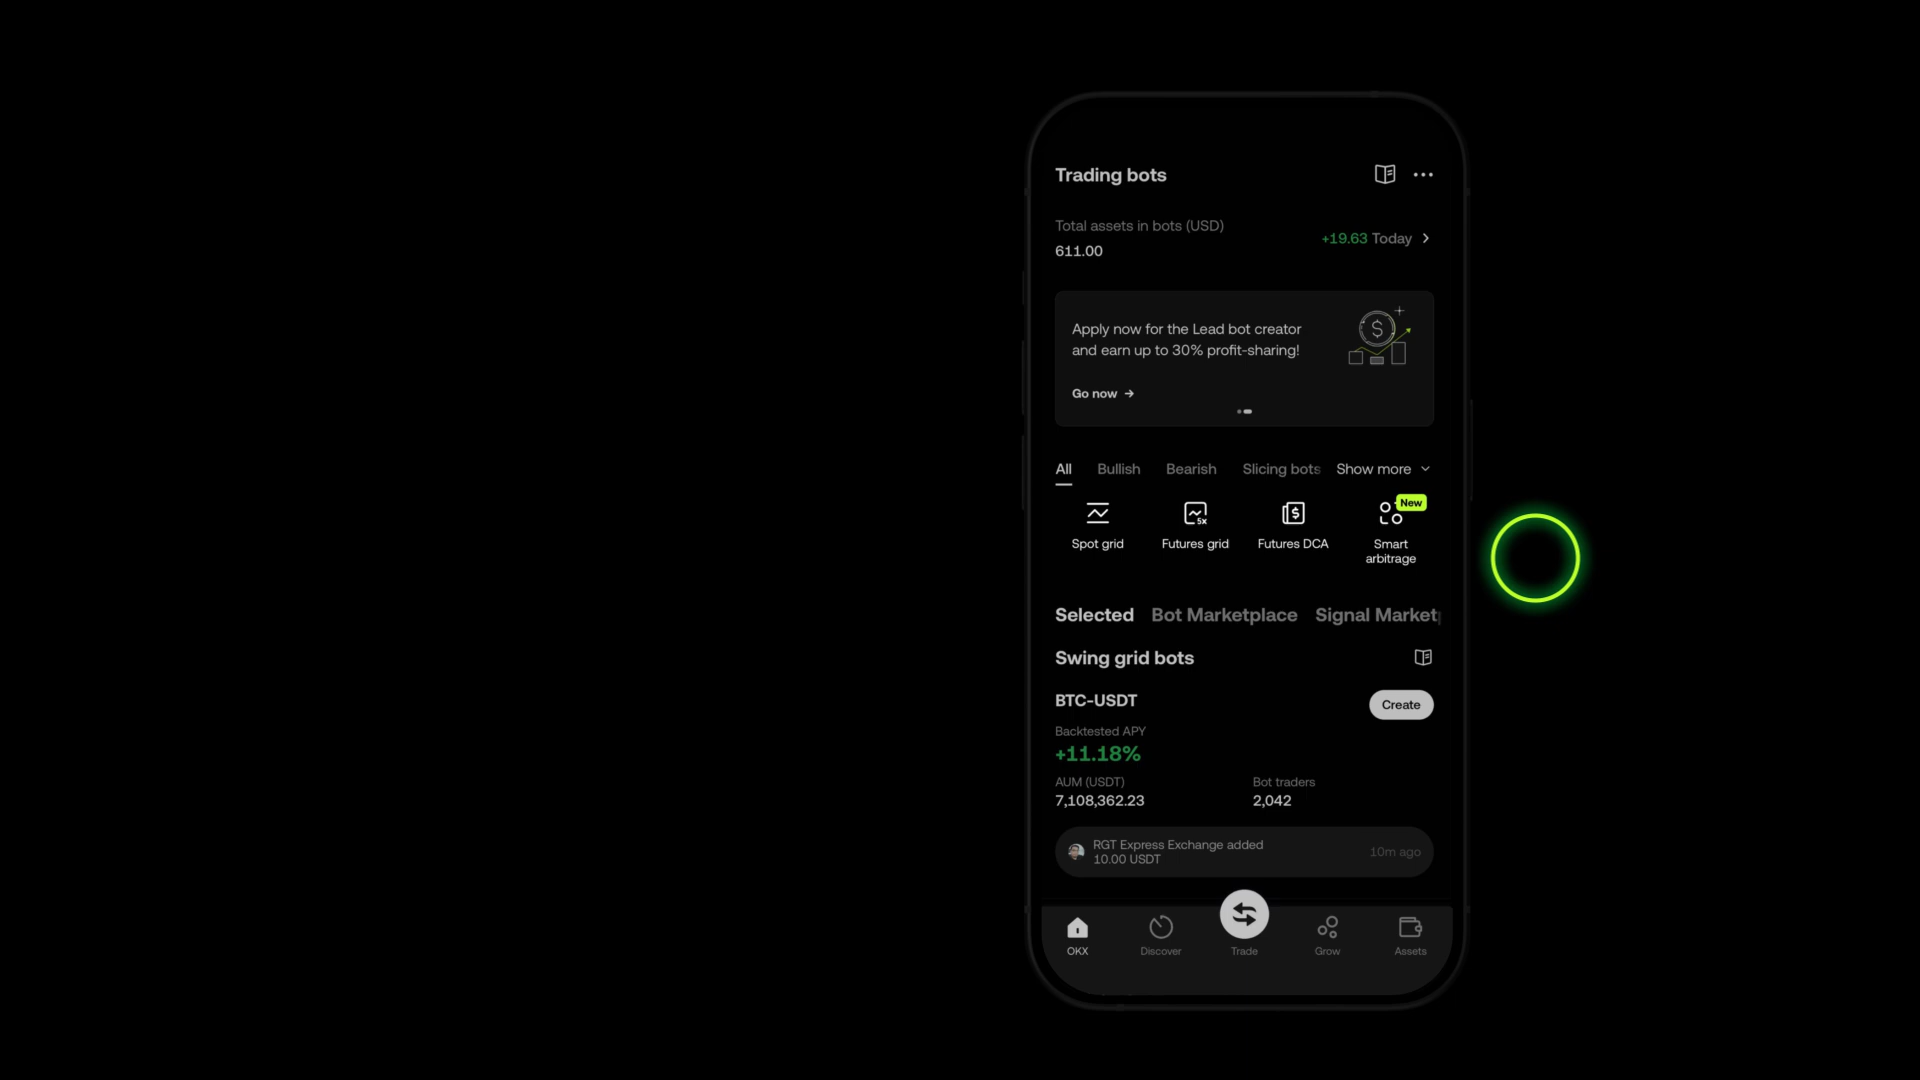 Trading bots
Total assets in bots (USD)
611.00
+19.63 Today
Apply now for the Lead bot creator
and earn up to 30% profit-sharing!
Go now
All Bullish Bearish Slicing bots Show more
New
5x
Spot grid Futures grid Futures DCA Smart
arbitrage
Selected Bot Marketplace Signal Market
Swing grid bots
BTC-USDT
Create
Backtested APY
+11.18%
AUM (USDT) Bot traders
7,108,362.23 2,042
RGT Express Exchange added
10.00 USDT
10m ago
OKX Discover Trade Grow Assets